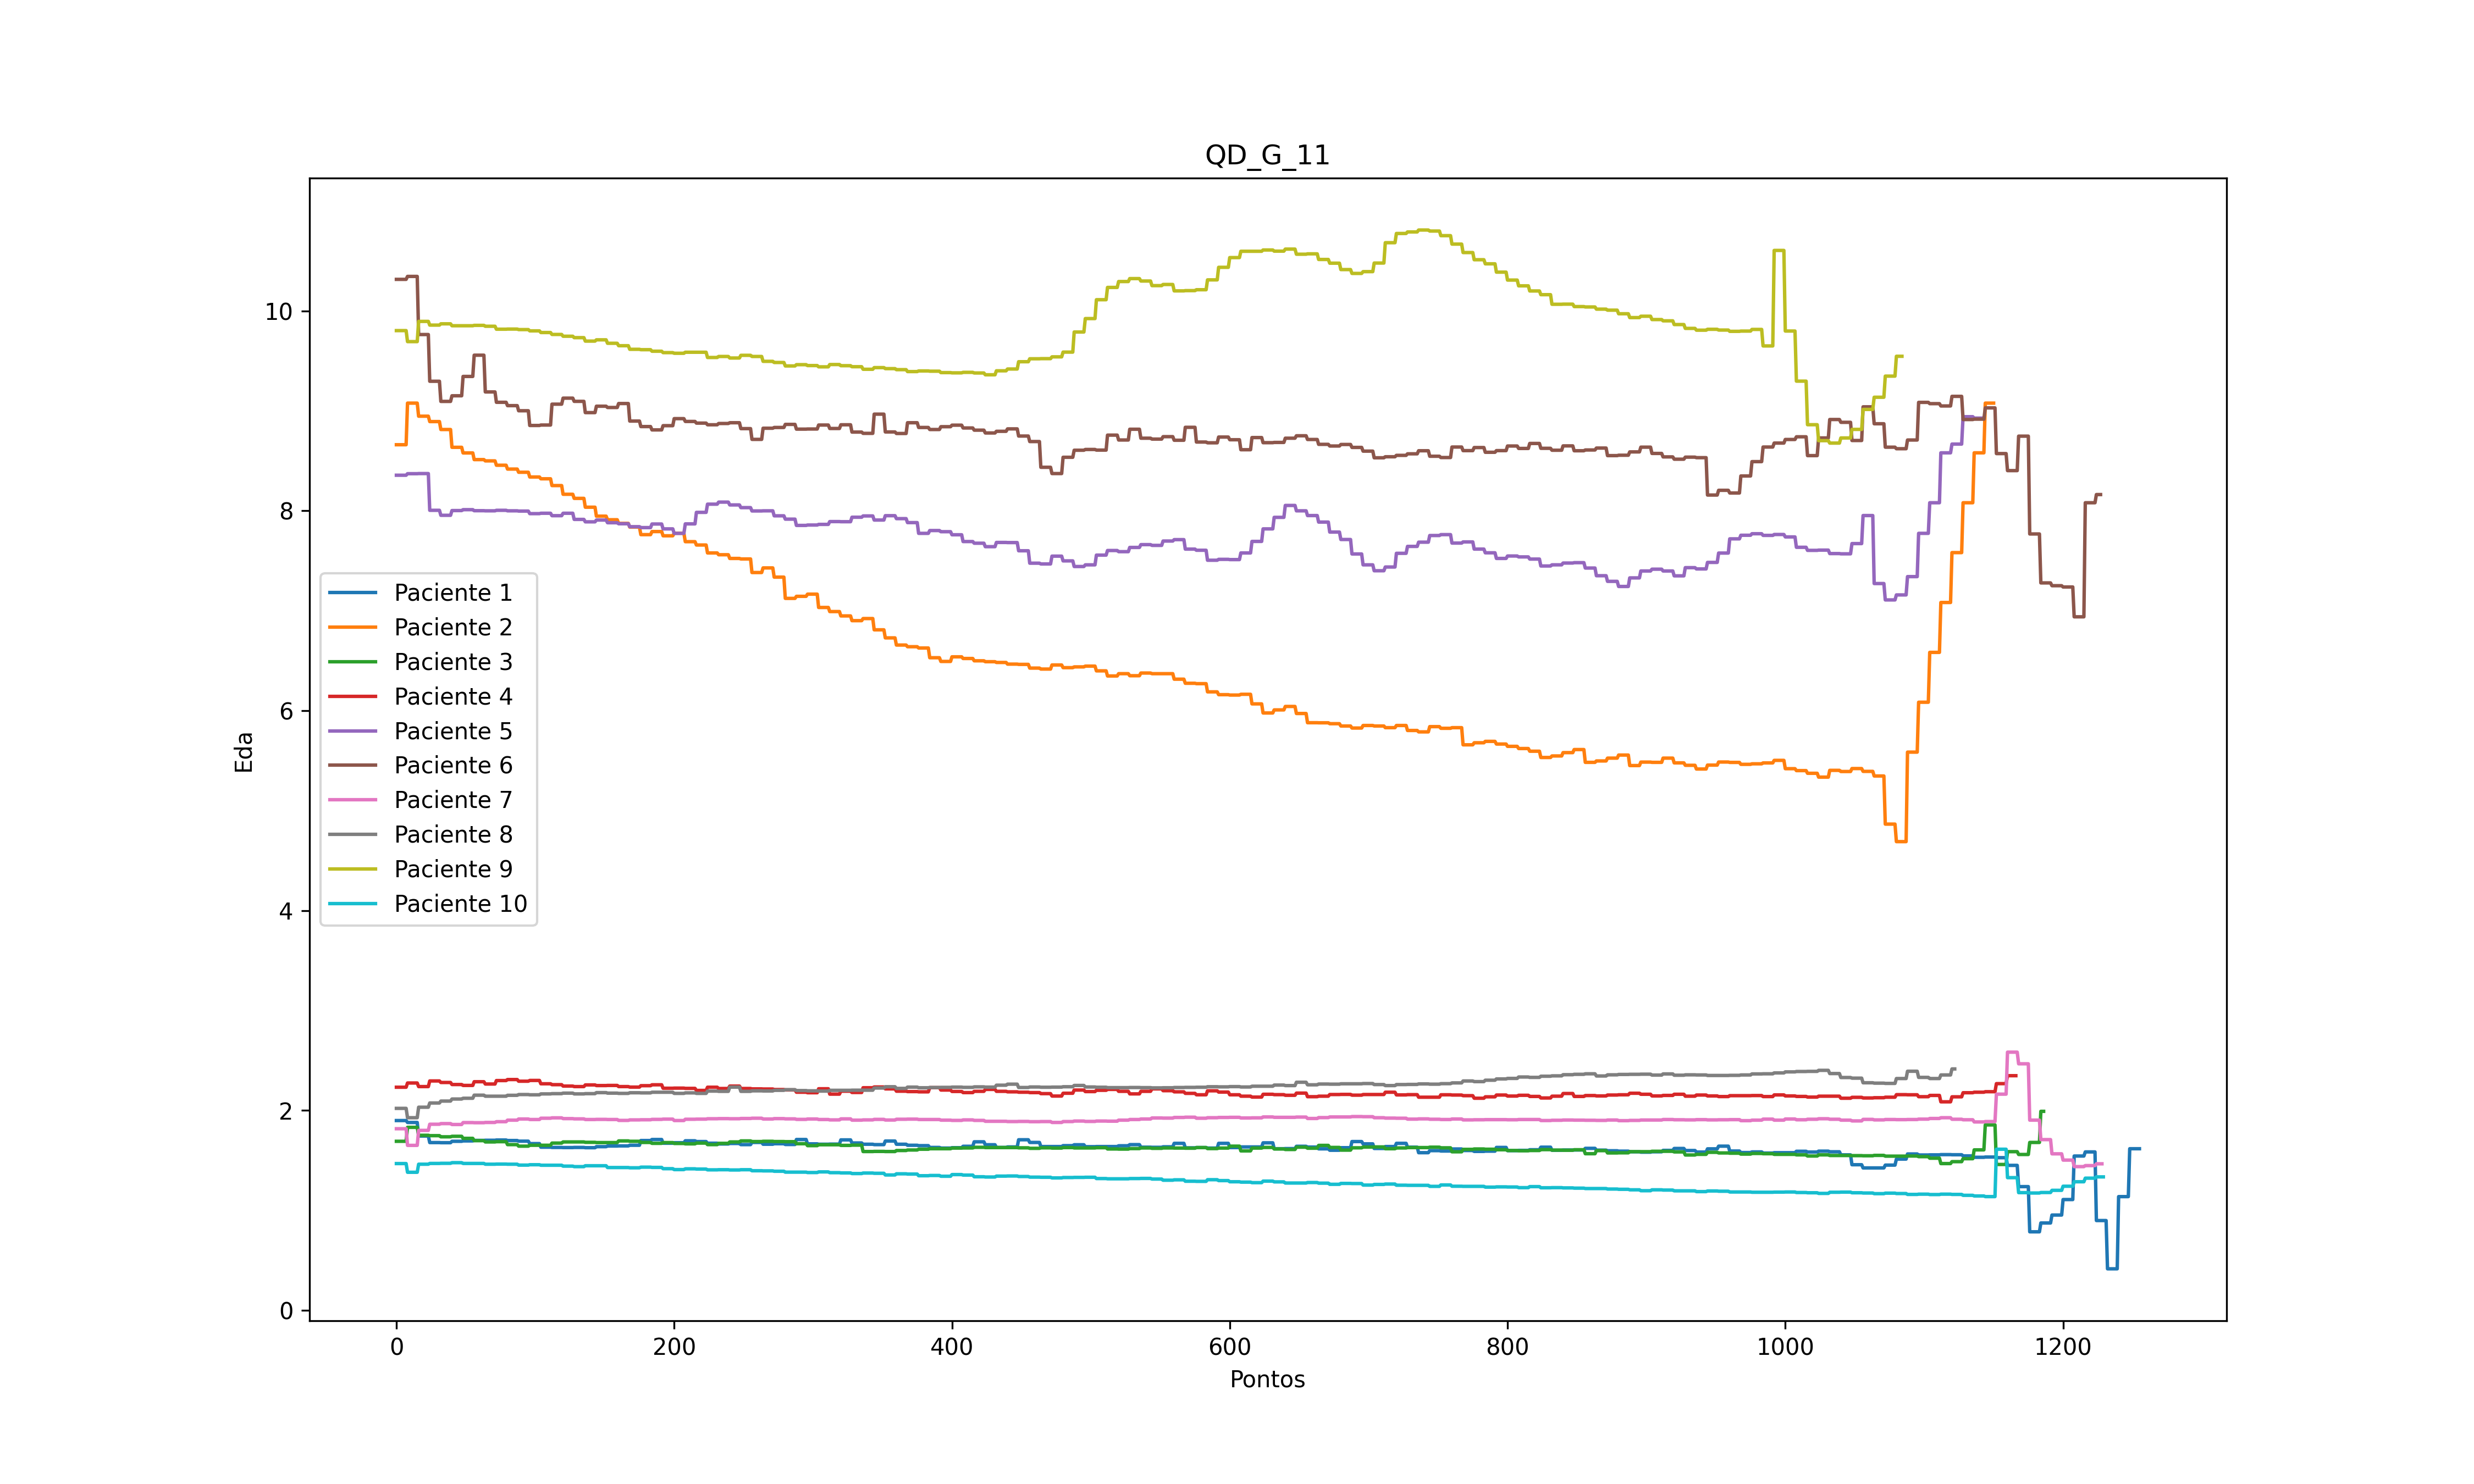 QD_G_11
10
8
6
4
2
0
Eda
Paciente 1
Paciente 2
Paciente 3
Paciente 4
Paciente 5
Paciente 6
Paciente 7
Paciente 8
Paciente 9
Paciente 10
0 200 400 600 800 1000 1200
Pontos